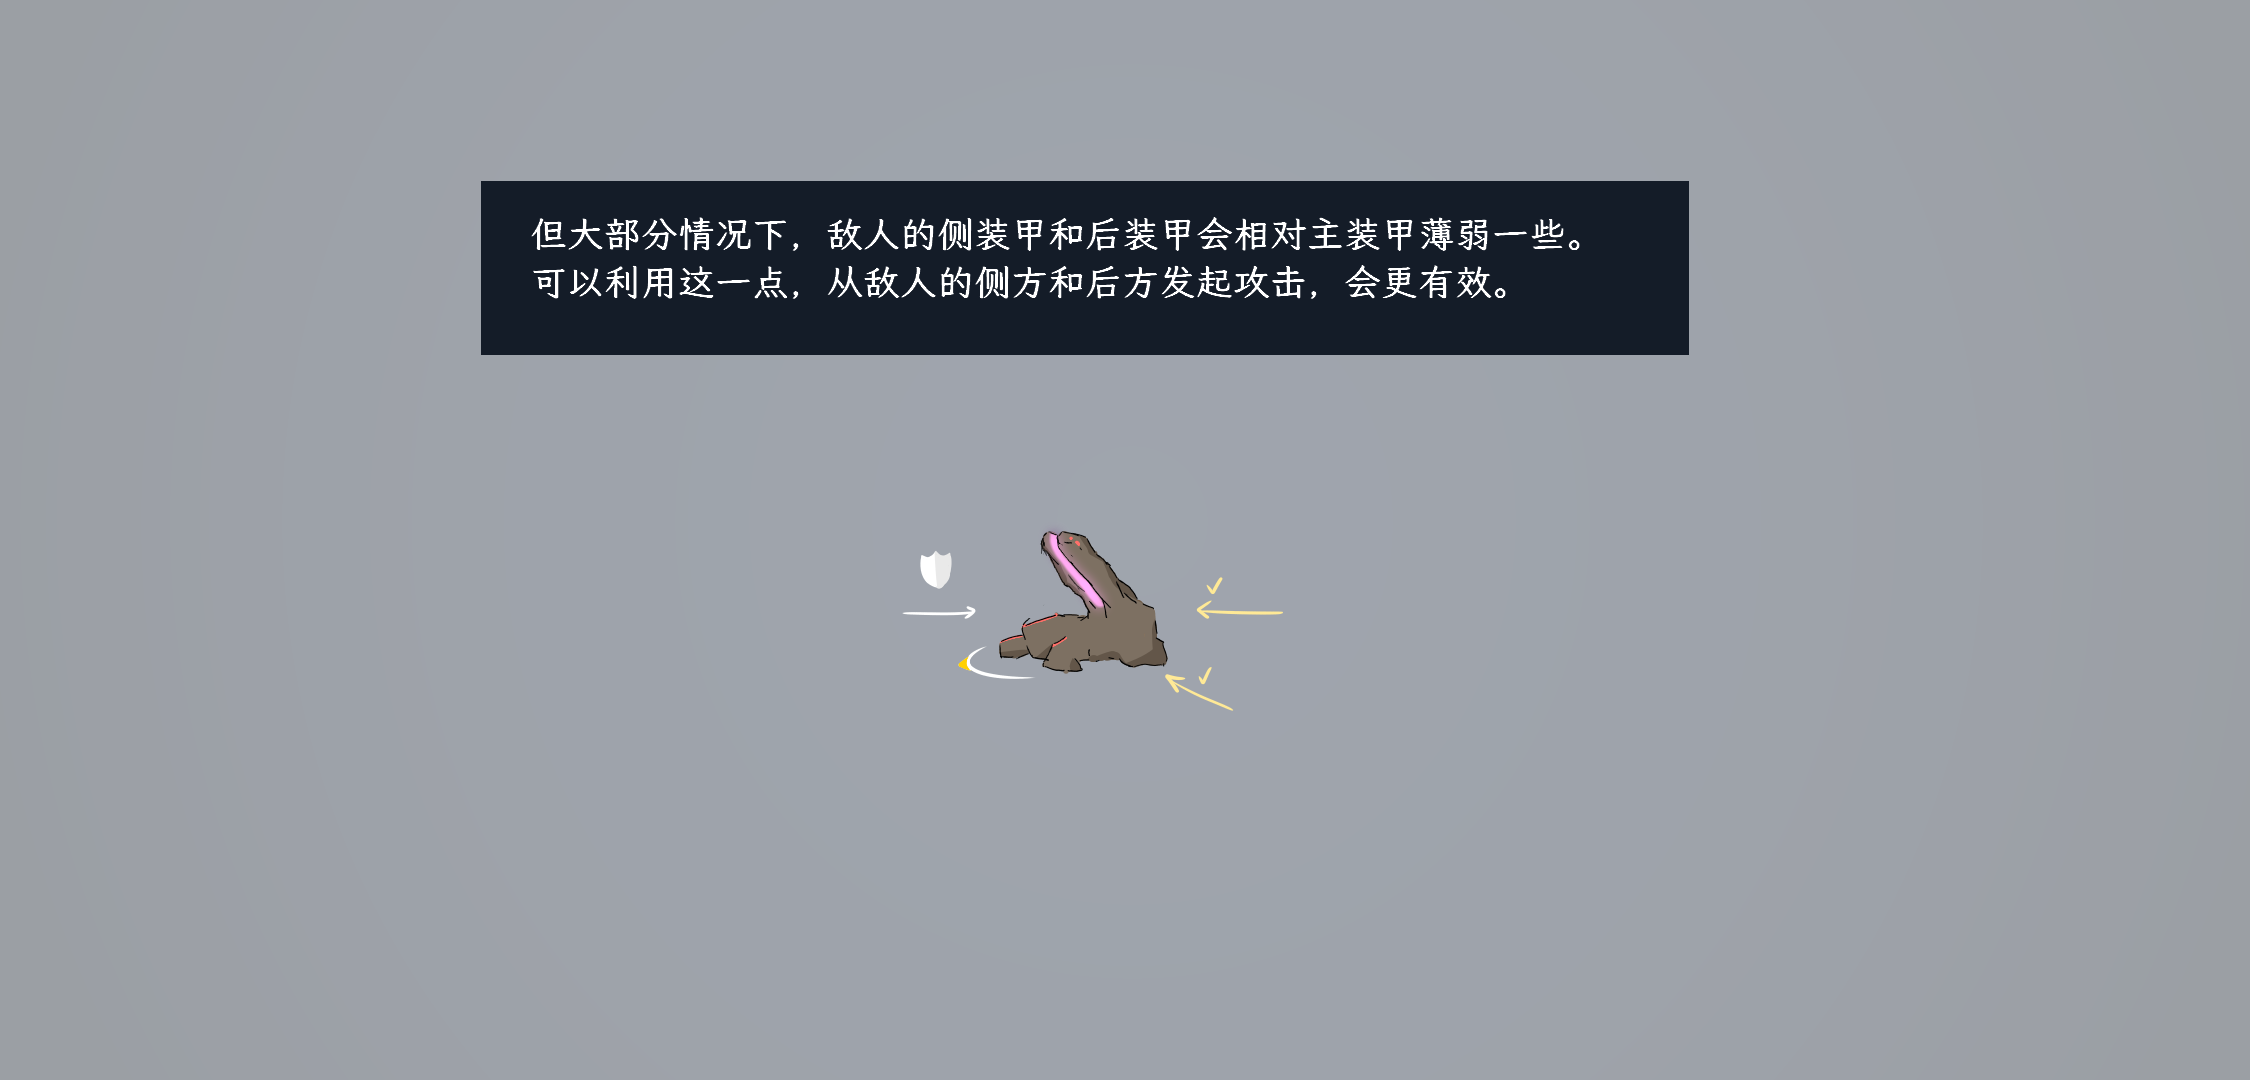 但大部分情况下，敌人的侧装甲和后装甲会相对主装甲薄弱一些。
可以利用这一点，从敌人的侧方和后方发起攻击，会更有效。